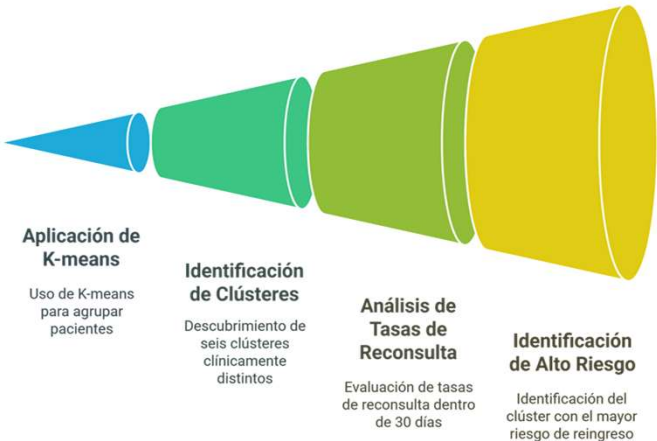 Aplicación de
K-means
Uso de K-means
para agrupar
pacientes
Identificación
de Clústeres
Descubrimiento de
seis clústeres
clínicamente
distintos
Análisis de
Tasas de
Reconsulta
Evaluación de tasas
de reconsulta dentro
de 30 días
Identificación
de Alto Riesgo
Identificación del
clúster con el mayor
riesgo de reingreso